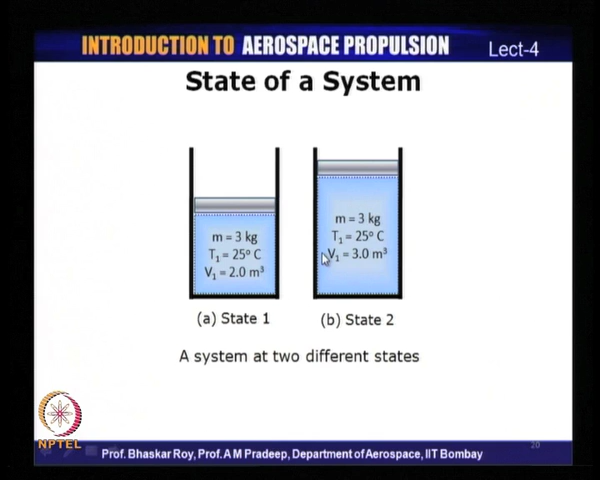 INTRODUCTION TO AEROSPACE PROPULSION
Lect-4
State of a System
m = 3 kg
T₁ = 25° C
V₁ = 2.0 m³
m = 3 kg
T₁ = 25° C
V₁ = 3.0 m³
(a) State 1
(b) State 2
A system at two different states
NPTEL
20
Prof. Bhaskar Roy, Prof. A M Pradeep, Department of Aerospace, IIT Bombay